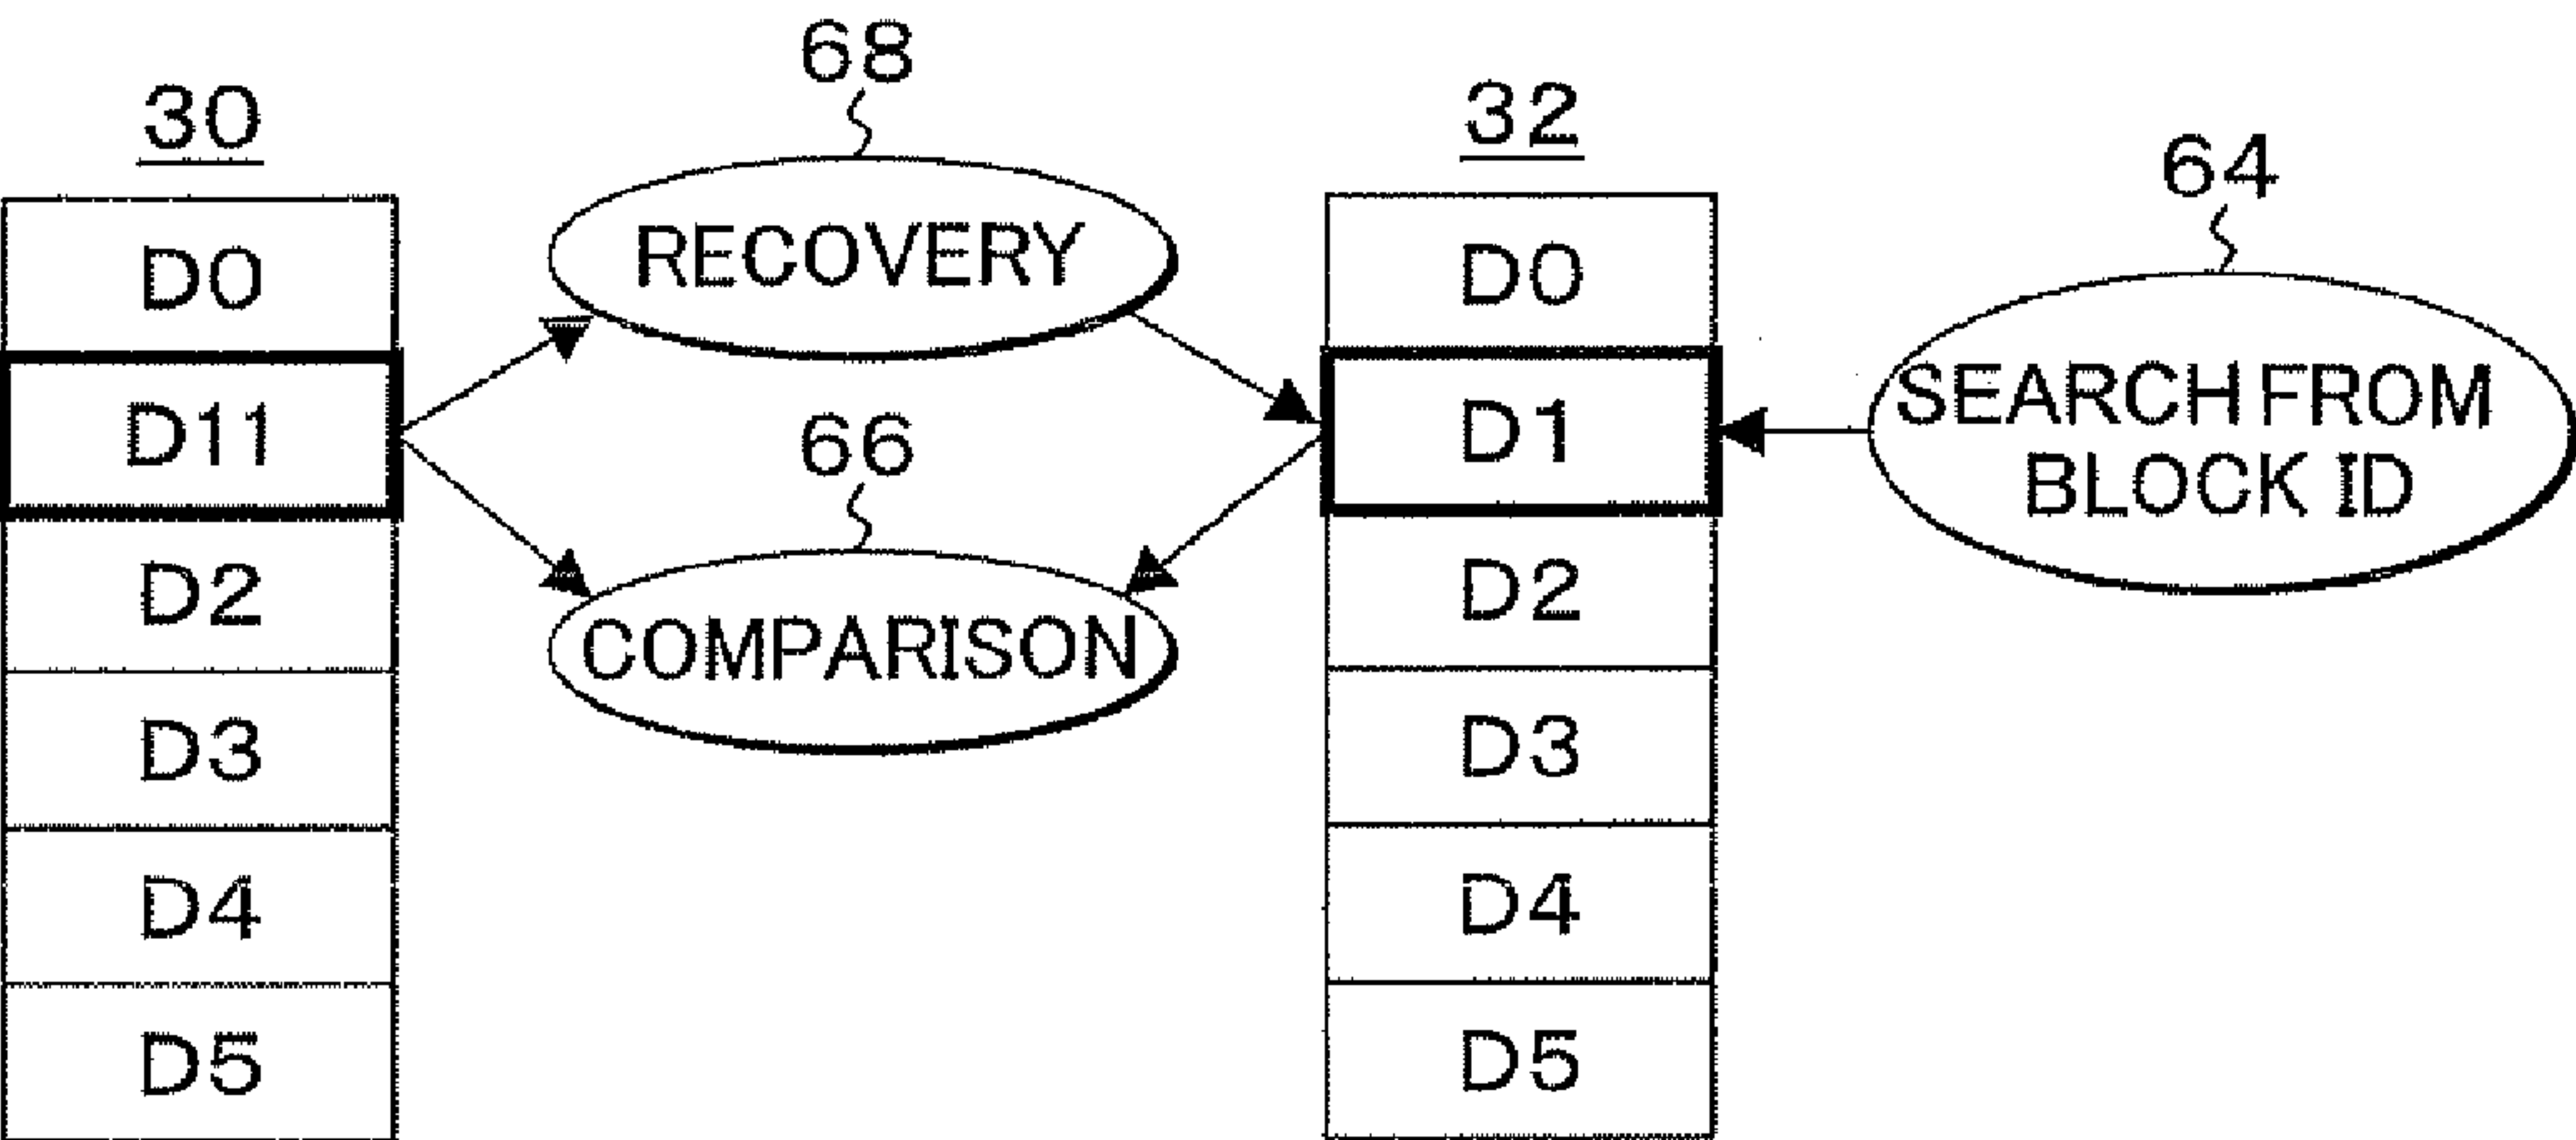 68
30
32
64
D0
RECOVERY
D0
D11
66
D1
SEARCH FROM
BLOCK ID
D2
COMPARISON
D2
D3
D3
D4
D4
D5
D5